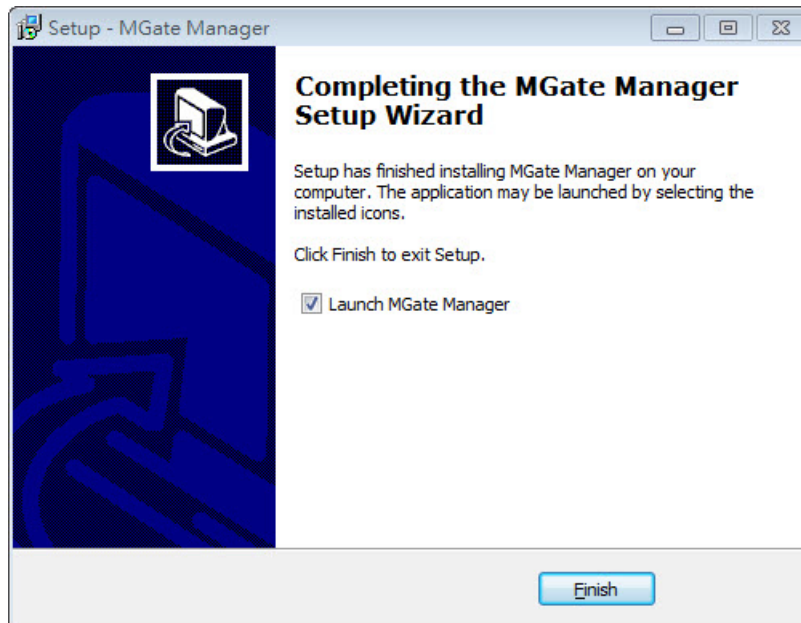 Setup - MGate Manager
Completing the MGate Manager
Setup Wizard
Setup has finished installing MGate Manager on your
computer. The application may be launched by selecting the
installed icons.
Click Finish to exit Setup.
Launch MGate Manager
Finish